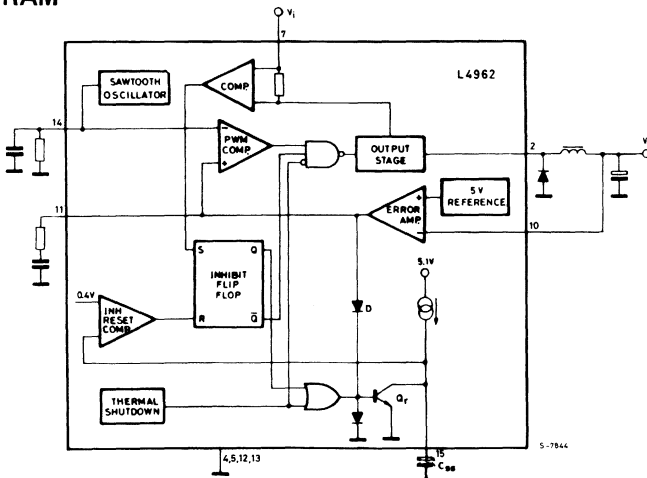 RAM
Vi
7
L4962
SAWTOOTH
OSCILLATOR
COMP.
14
-
PWM
COMP.
+
OUTPUT
STAGE
2
V
5V
REFERENCE
+
ERROR
AMP.
-
11
10
S
Q
INHIBIT
FLIP
FLOP
R
Q̅
5.1V
D
0.4V
INH
RESET
COMP.
THERMAL
SHUTDOWN
Qr
S-7844
4,5,12,13
15
Css